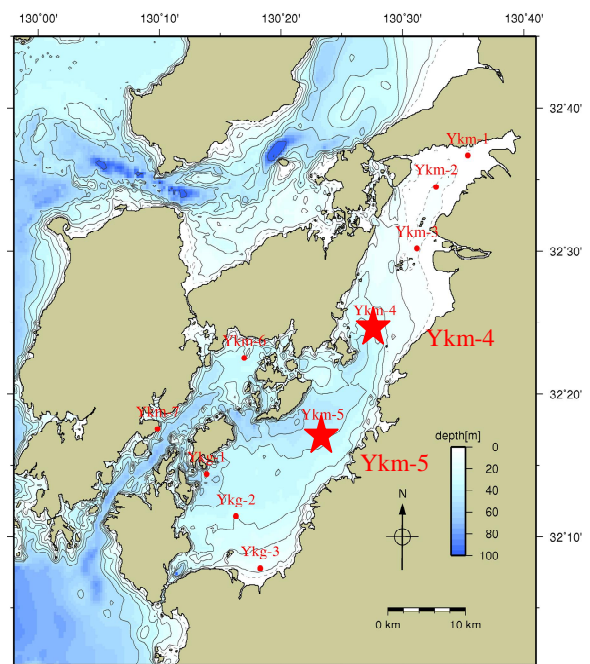 130°00' 130°10' 130°20' 130°30' 130°40'
32°40'
Ykm-1
Ykm-2
Ykm-3
32°30'
Ykm-4
Ykm-4
Ykm-6
32°20'
Ykm-7
Ykm-5
depth[m]
Ykm-5
0
20
40
60
80
100
Ykg-1
Ykg-2
N
32°10'
Ykg-3
0 km 10 km